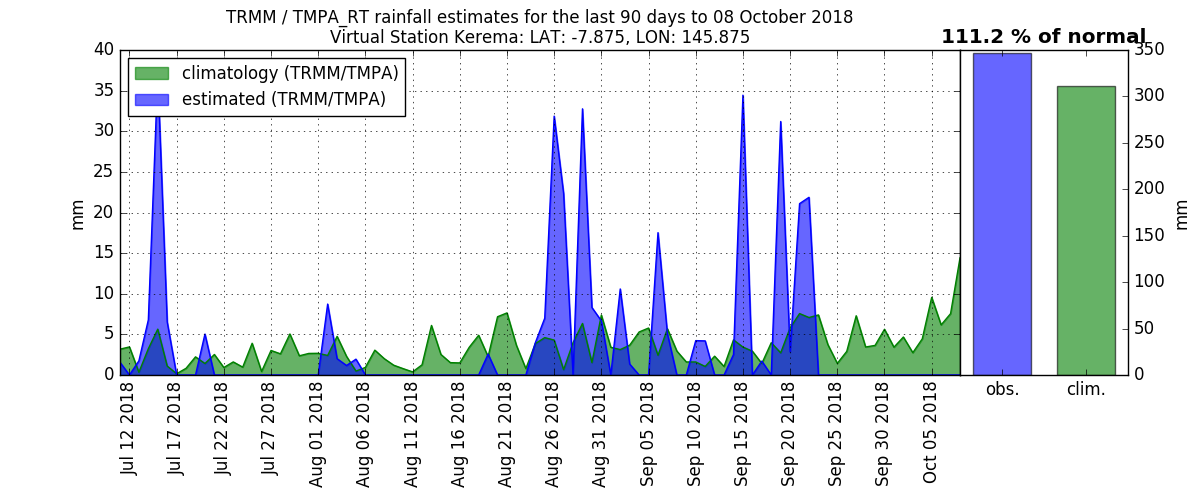 TRMM / TMPA_RT rainfall estimates for the last 90 days to 08 October 2018
Virtual Station Kerema: LAT: -7.875, LON: 145.875
111.2 % of normal
climatology (TRMM/TMPA)
estimated (TRMM/TMPA)
mm
40
35
30
25
20
15
10
5
0
Jul 12 2018
Jul 17 2018
Jul 22 2018
Jul 27 2018
Aug 01 2018
Aug 06 2018
Aug 11 2018
Aug 16 2018
Aug 21 2018
Aug 26 2018
Aug 31 2018
Sep 05 2018
Sep 10 2018
Sep 15 2018
Sep 20 2018
Sep 25 2018
Sep 30 2018
Oct 05 2018
obs.
clim.
350
300
250
200
150
100
50
0
mm